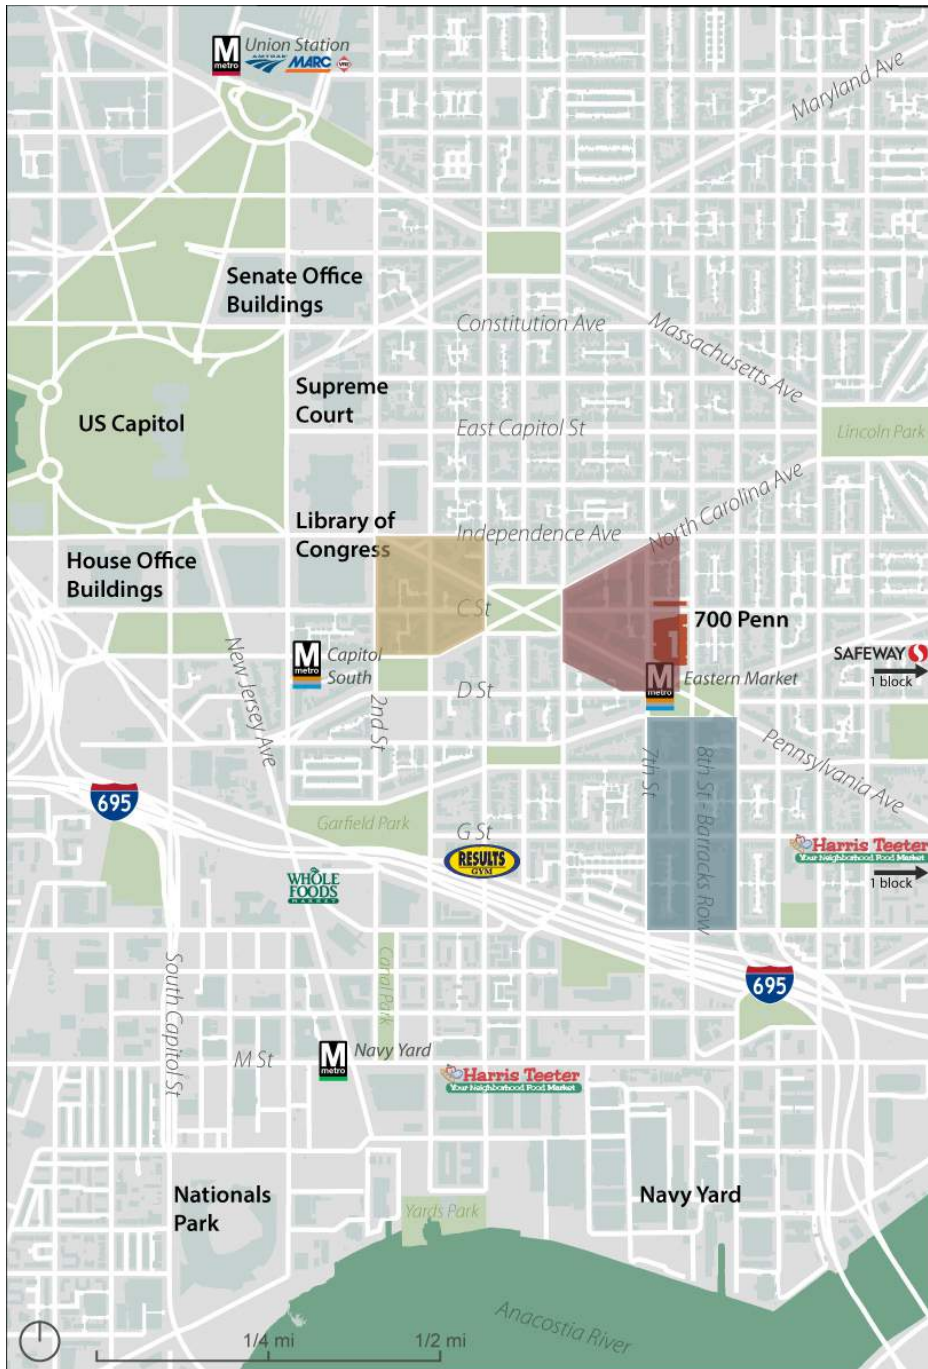 M
metro
Union Station
AMTRAK
MARC
VRE
Maryland Ave
Senate Office
Buildings
Constitution Ave
Massachusetts Ave
Supreme
Court
US Capitol
East Capitol St
Lincoln Park
North Carolina Ave
Library of
Congress
Independence Ave
House Office
Buildings
C St
1
700 Penn
M
metro
Capitol
South
M
metro
Eastern Market
SAFEWAY
1 block
New Jersey Ave
2nd St
D St
7th St
8th St - Barracks Row
Pennsylvania Ave
695
Garfield Park
G St
RESULTS
GYM
Harris Teeter
Your Neighborhood Food Market
1 block
WHOLE
FOODS
MARKET
South Capitol St
Canal Park
695
M St
M
metro
Navy Yard
Harris Teeter
Your Neighborhood Food Market
Nationals
Park
Yards Park
Navy Yard
Anacostia River
1/4 mi
1/2 mi